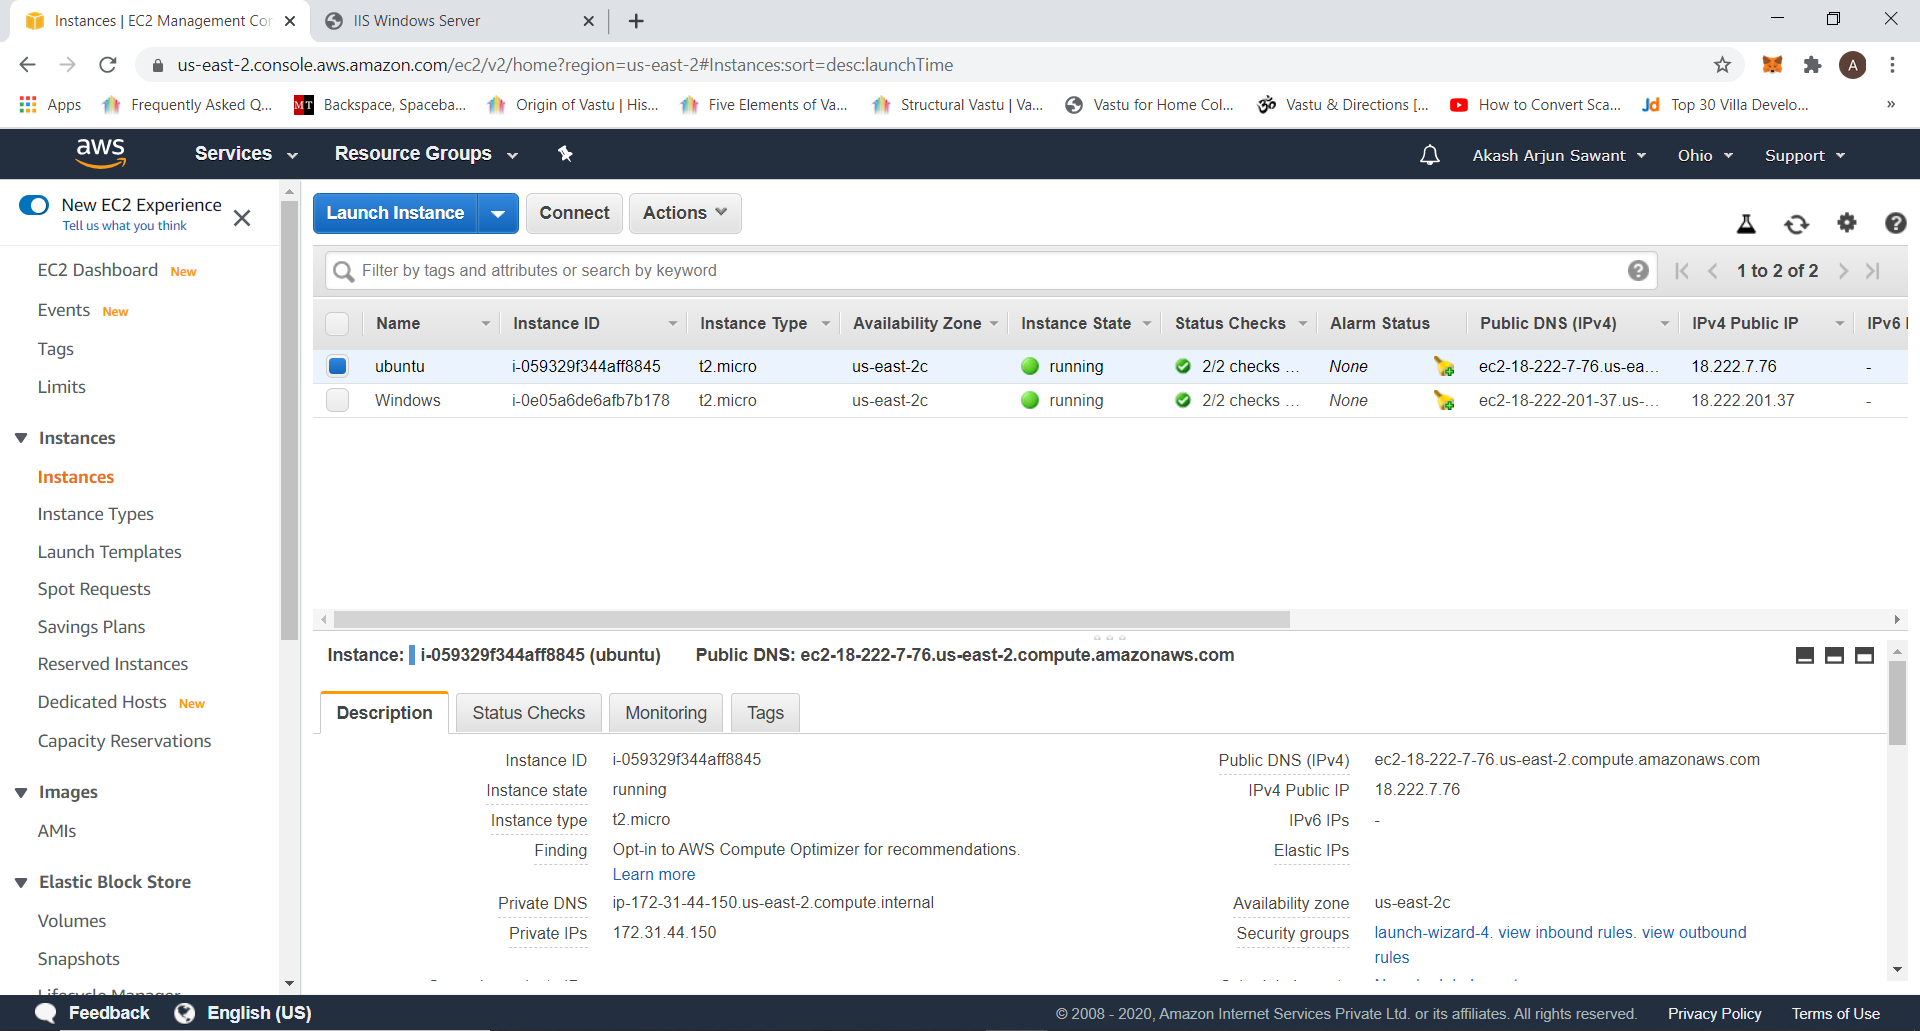 Instances | EC2 Management Con
IIS Windows Server
us-east-2.console.aws.amazon.com/ec2/v2/home?region=us-east-2#Instances:sort=desc:launchTime
A
Apps
Frequently Asked Q...
MT
Backspace, Spaceba...
Origin of Vastu | His...
Five Elements of Va...
Structural Vastu | Va...
Vastu for Home Col...
Vastu & Directions [...
How to Convert Sca...
Jd
Top 30 Villa Develo...
»
aws
Services
Resource Groups
Akash Arjun Sawant
Ohio
Support
New EC2 Experience
Tell us what you think
EC2 Dashboard New
Events New
Tags
Limits
Instances
Instances
Instance Types
Launch Templates
Spot Requests
Savings Plans
Reserved Instances
Dedicated Hosts New
Capacity Reservations
Images
AMIs
Elastic Block Store
Volumes
Snapshots
Lifecycle Manager
Launch Instance
Connect
Actions
Filter by tags and attributes or search by keyword
1 to 2 of 2
Name Instance ID Instance Type Availability Zone Instance State Status Checks Alarm Status Public DNS (IPv4) IPv4 Public IP IPv6
ubuntu i-059329f344aff8845 t2.micro us-east-2c running 2/2 checks ... None ec2-18-222-7-76.us-ea... 18.222.7.76 -
Windows i-0e05a6de6afb7b178 t2.micro us-east-2c running 2/2 checks ... None ec2-18-222-201-37.us-... 18.222.201.37 -
Instance: i-059329f344aff8845 (ubuntu) Public DNS: ec2-18-222-7-76.us-east-2.compute.amazonaws.com
Description
Status Checks
Monitoring
Tags
Instance ID i-059329f344aff8845
Instance state running
Instance type t2.micro
Finding Opt-in to AWS Compute Optimizer for recommendations.
Learn more
Private DNS ip-172-31-44-150.us-east-2.compute.internal
Private IPs 172.31.44.150
Public DNS (IPv4) ec2-18-222-7-76.us-east-2.compute.amazonaws.com
IPv4 Public IP 18.222.7.76
IPv6 IPs -
Elastic IPs
Availability zone us-east-2c
Security groups launch-wizard-4. view inbound rules. view outbound
rules
Feedback
English (US)
© 2008 - 2020, Amazon Internet Services Private Ltd. or its affiliates. All rights reserved.
Privacy Policy
Terms of Use